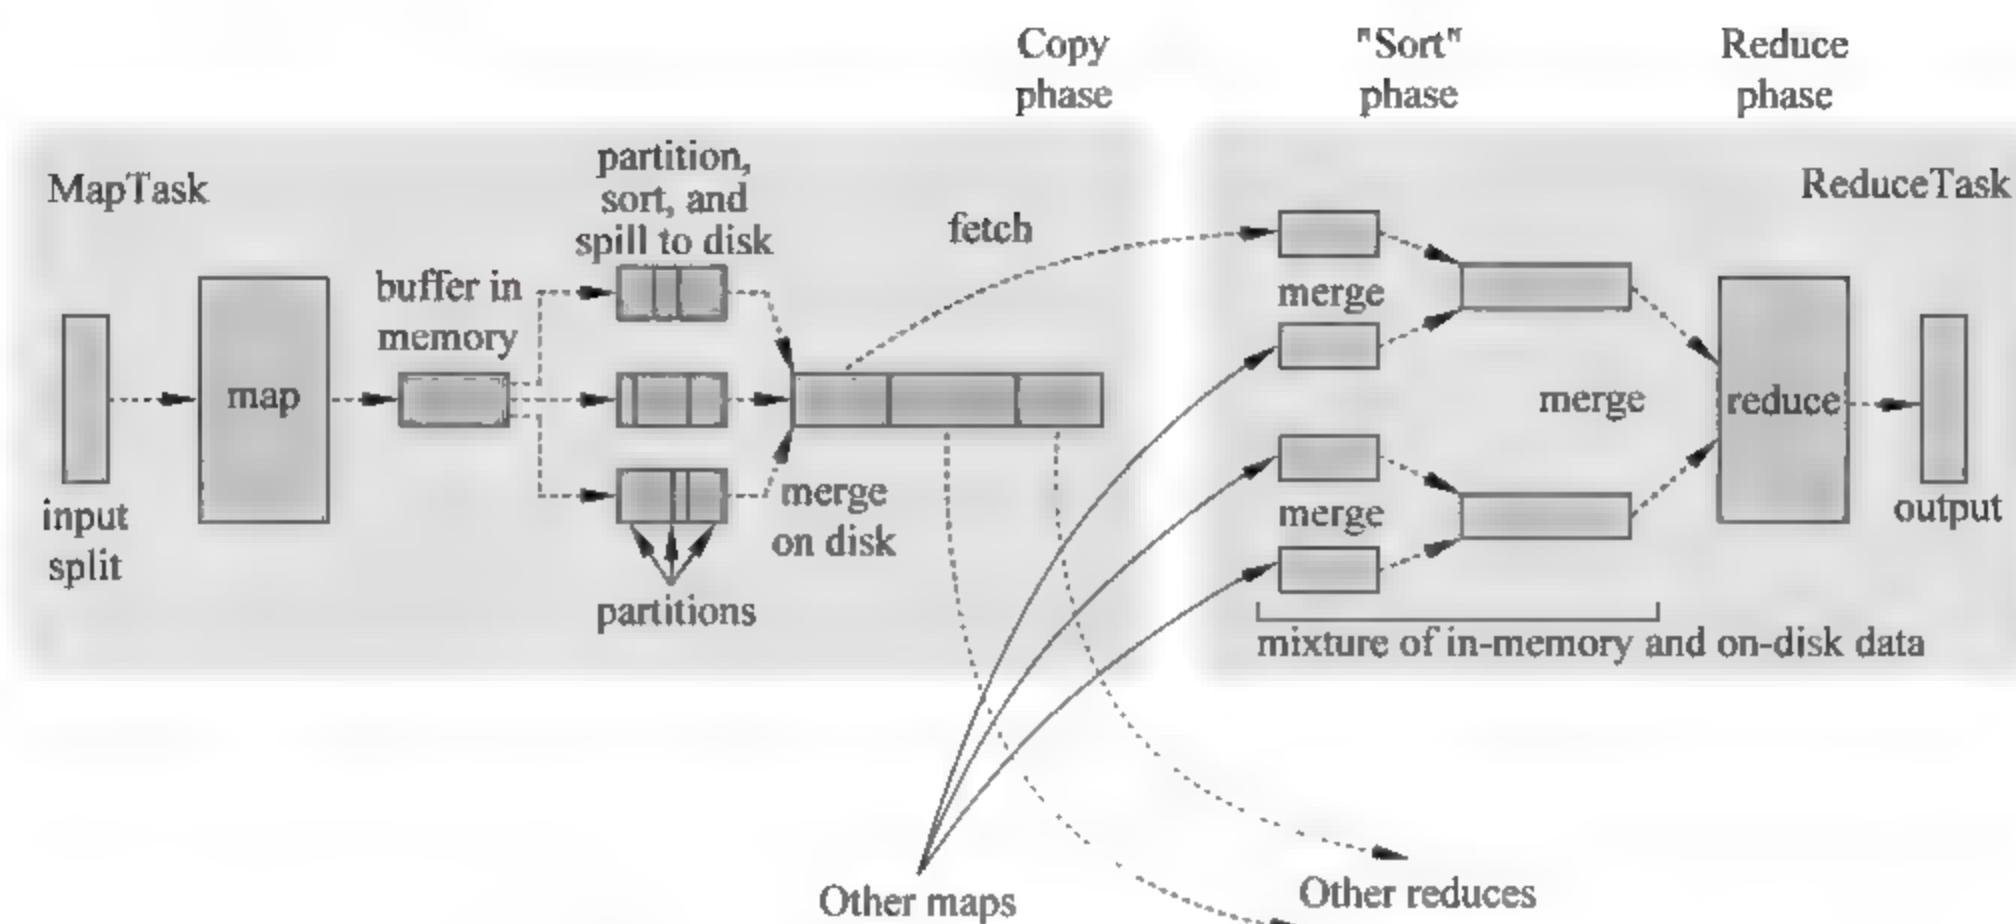 Copy
phase
"Sort"
phase
Reduce
phase
MapTask
partition,
sort, and
spill to disk
fetch
ReduceTask
buffer in
memory
merge
map
merge
reduce
input
split
merge
on disk
merge
output
partitions
mixture of in-memory and on-disk data
Other maps
Other reduces